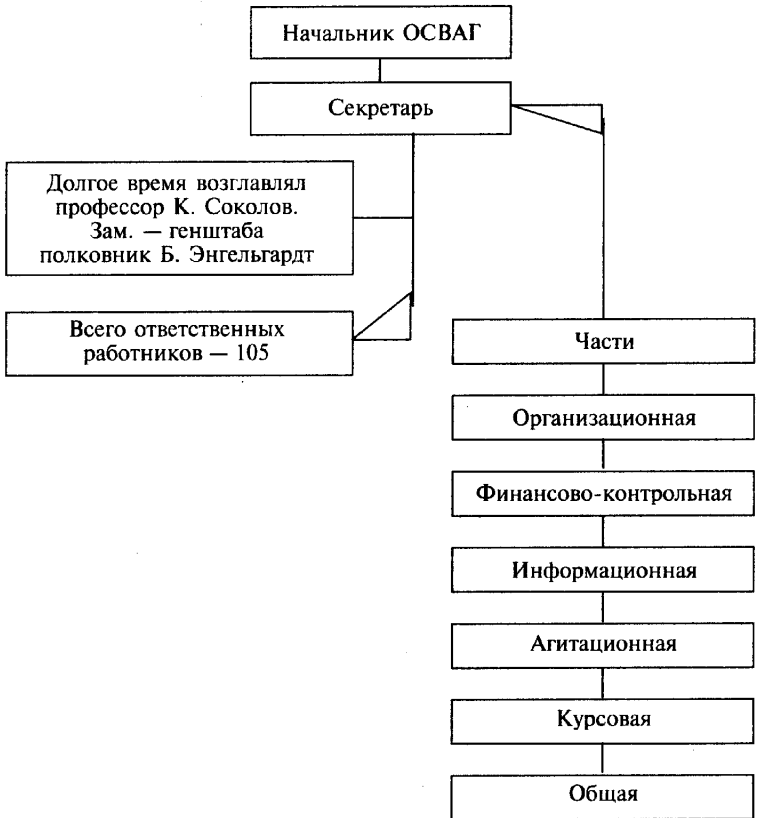 Начальник ОСВАГ
Секретарь
Долгое время возглавлял
профессор К. Соколов.
Зам. — генштаба
полковник Б. Энгельгардт
Всего ответственных
работников — 105
Части
Организационная
Финансово-контрольная
Информационная
Агитационная
Курсовая
Общая